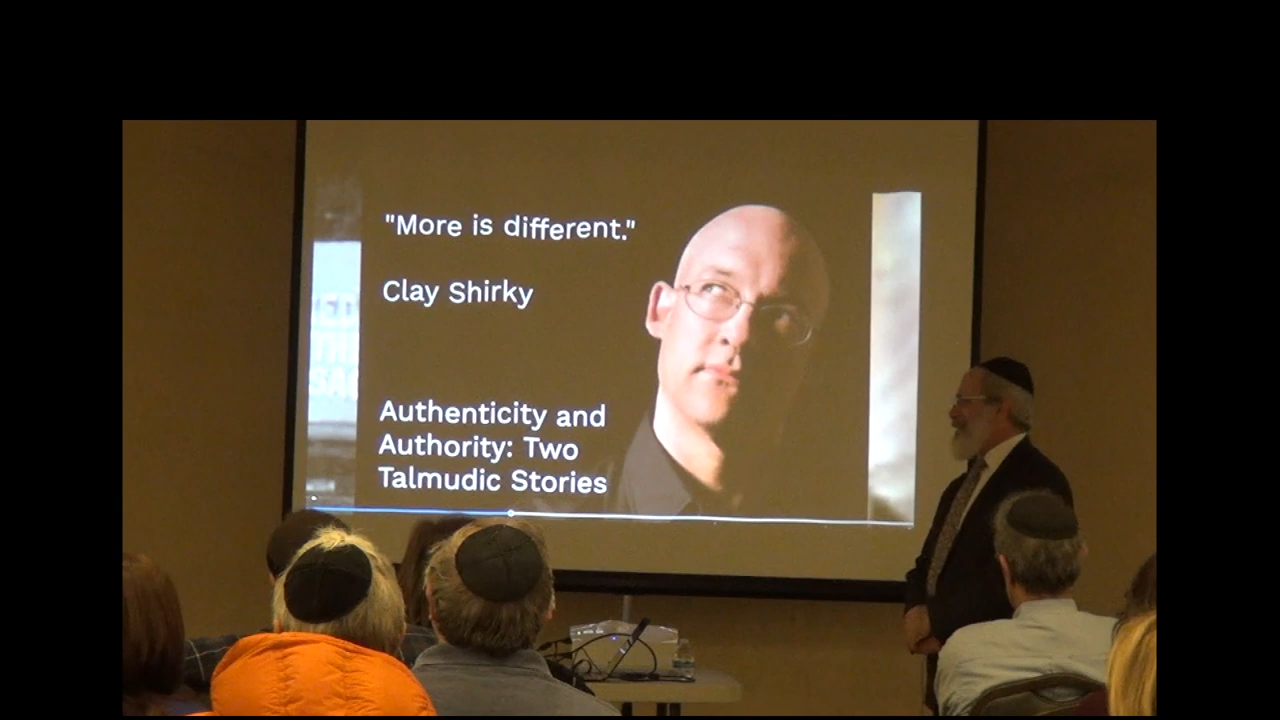 "More is different."
Clay Shirky
Authenticity and
Authority: Two
Talmudic Stories